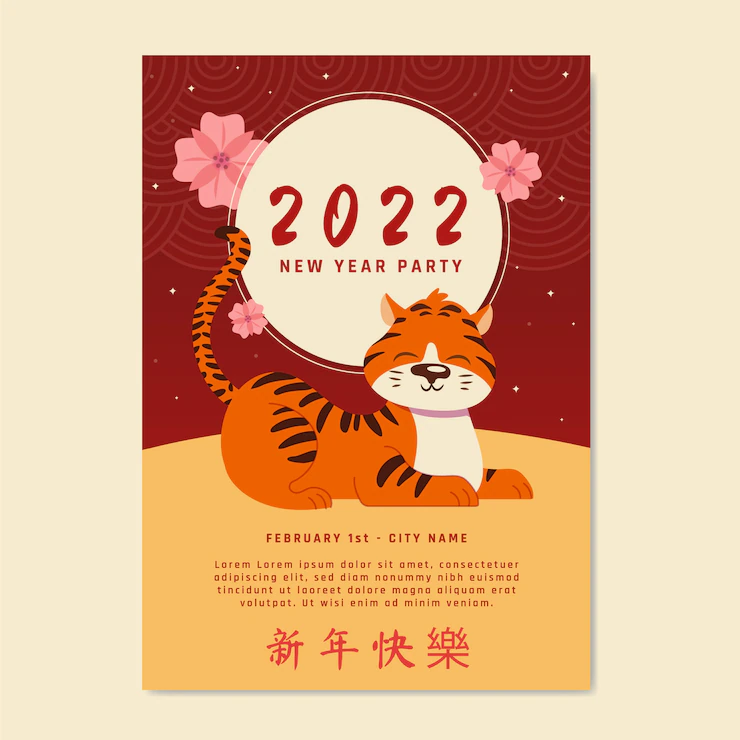 2022
NEW YEAR PARTY
FEBRUARY 1st - CITY NAME
Lorem ipsum dolor sit amet, consectetuer
adipiscing elit, sed diam nonummy nibh euismod
tincidunt ut laoreet dolore magna aliquam erat
volutpat. Ut wisi enim ad minim veniam.
新年快樂